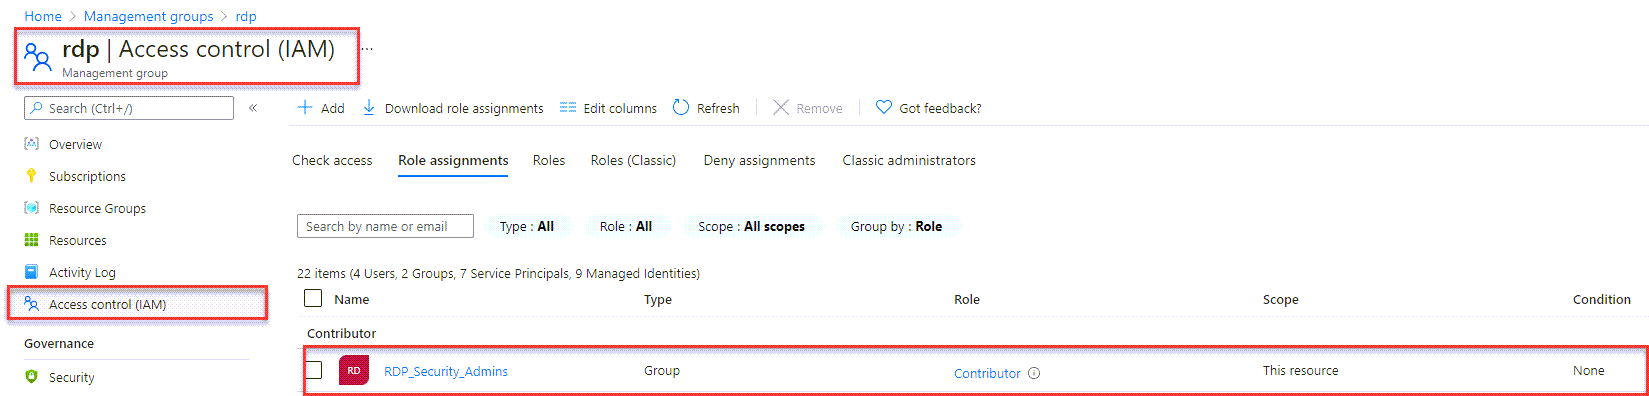 Home > Management groups > rdp
rdp | Access control (IAM) ...
Management group
Search (Ctrl+/) «
Overview
Subscriptions
Resource Groups
Resources
Activity Log
Access control (IAM)
Governance
Security
Add Download role assignments Edit columns Refresh Remove Got feedback?
Check access Role assignments Roles Roles (Classic) Deny assignments Classic administrators
Search by name or email Type : All Role : All Scope : All scopes Group by : Role
22 items (4 Users, 2 Groups, 7 Service Principals, 9 Managed Identities)
Name Type Role Scope Condition
Contributor
RD RDP_Security_Admins Group Contributor This resource None